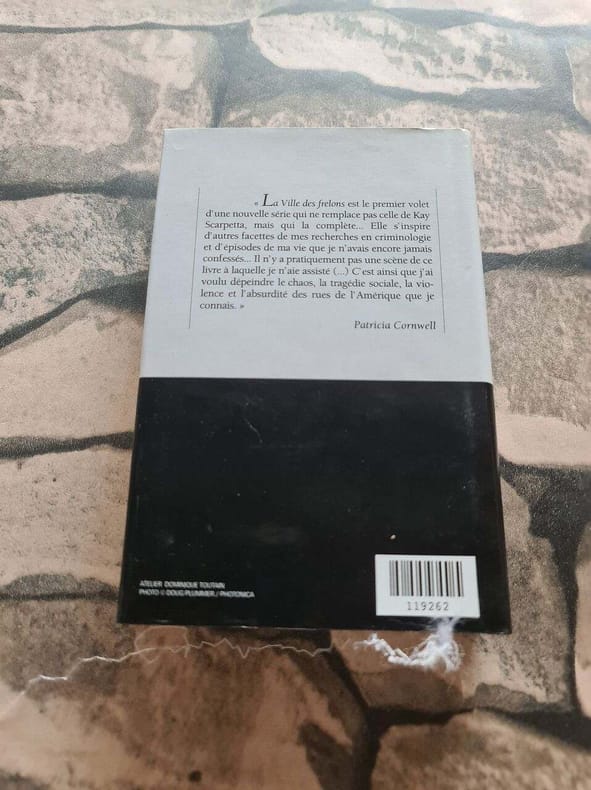 « La Ville des frelons est le premier volet
d'une nouvelle série qui ne remplace pas celle de Kay
Scarpetta, mais qui la complète... Elle s'inspire
d'autres facettes de mes recherches en criminologie
et d'épisodes de ma vie que je n'avais encore jamais
confessés... Il n'y a pratiquement pas une scène de ce
livre à laquelle je n'aie assisté (...) C'est ainsi que j'ai
voulu dépeindre le chaos, la tragédie sociale, la vio-
lence et l'absurdité des rues de l'Amérique que je
connais. »
Patricia Cornwell
ATELIER DOMINIQUE TOUTAIN
PHOTO © DOUG PLUMMER / PHOTONICA
119262